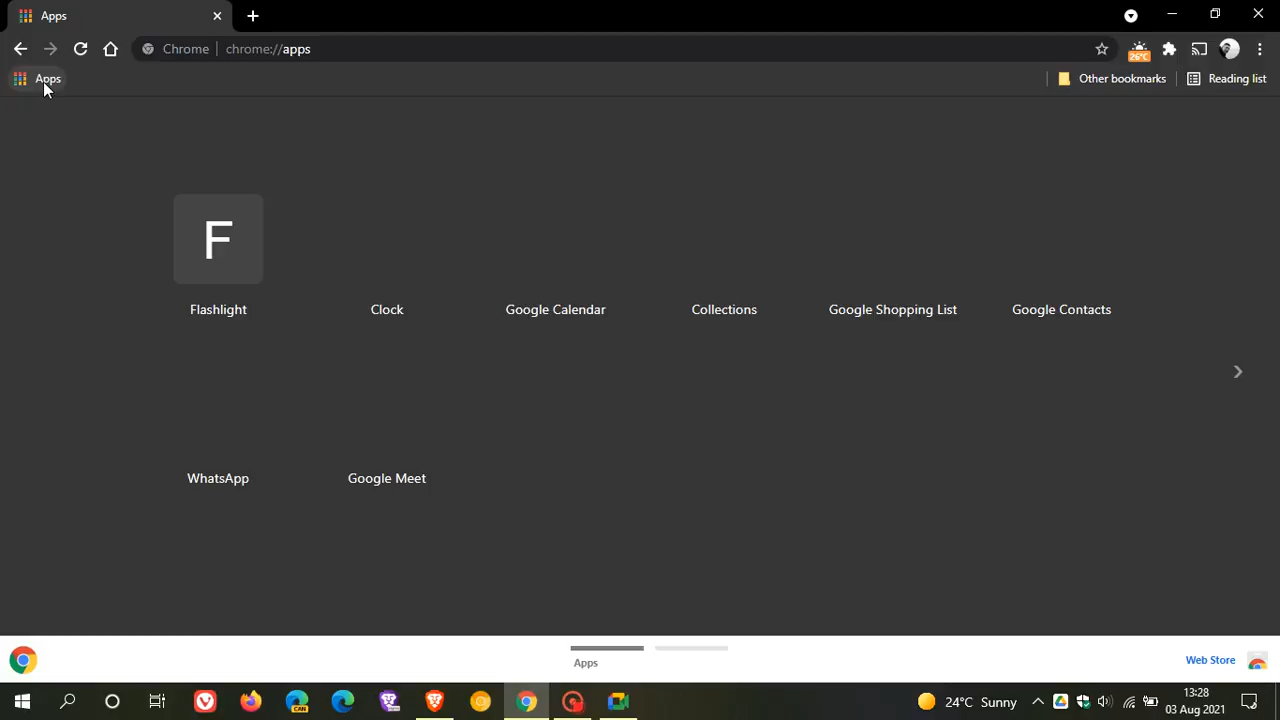 Apps
Chrome chrome://apps
26°C
Apps
Other bookmarks
Reading list
F
Flashlight
Clock
Google Calendar
Collections
Google Shopping List
Google Contacts
WhatsApp
Google Meet
Apps
Web Store
CAN
24°C Sunny
13:28
03 Aug 2021